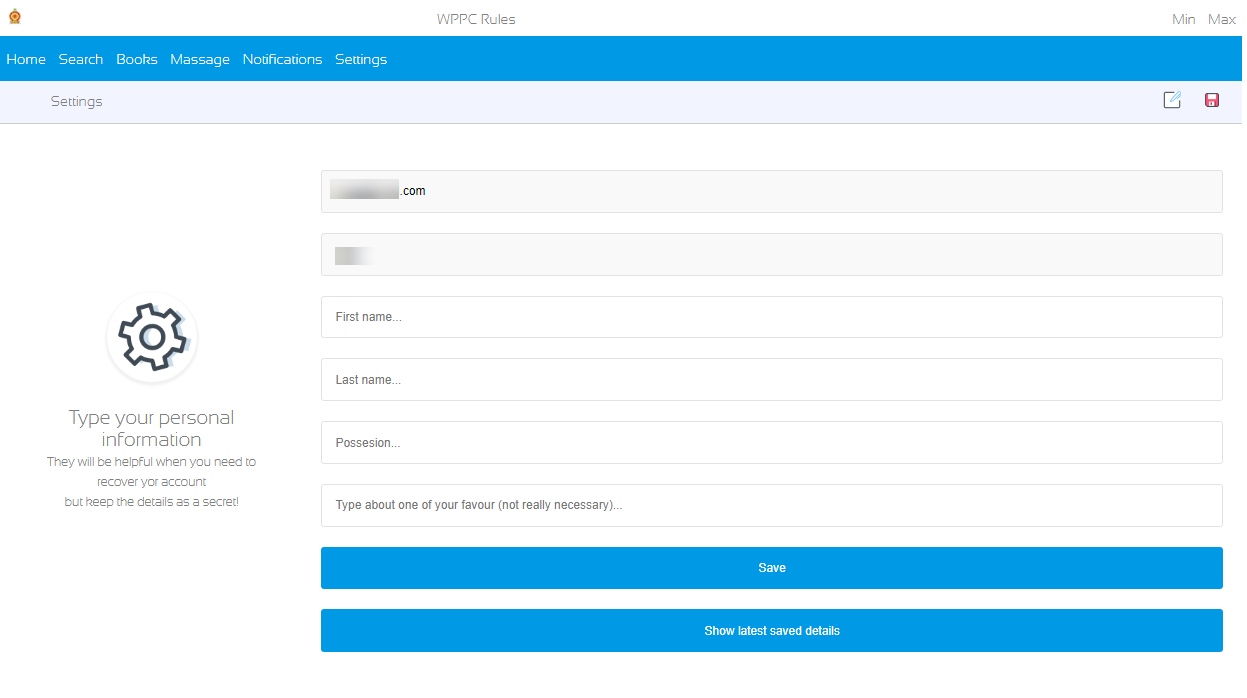 WPPC Rules
Min Max
Home Search Books Massage Notifications Settings
Settings
.com
First name...
Last name...
Possesion...
Type about one of your favour (not really necessary)...
Save
Show latest saved details
Type your personal
information
They will be helpful when you need to
recover yor account
but keep the details as a secret!